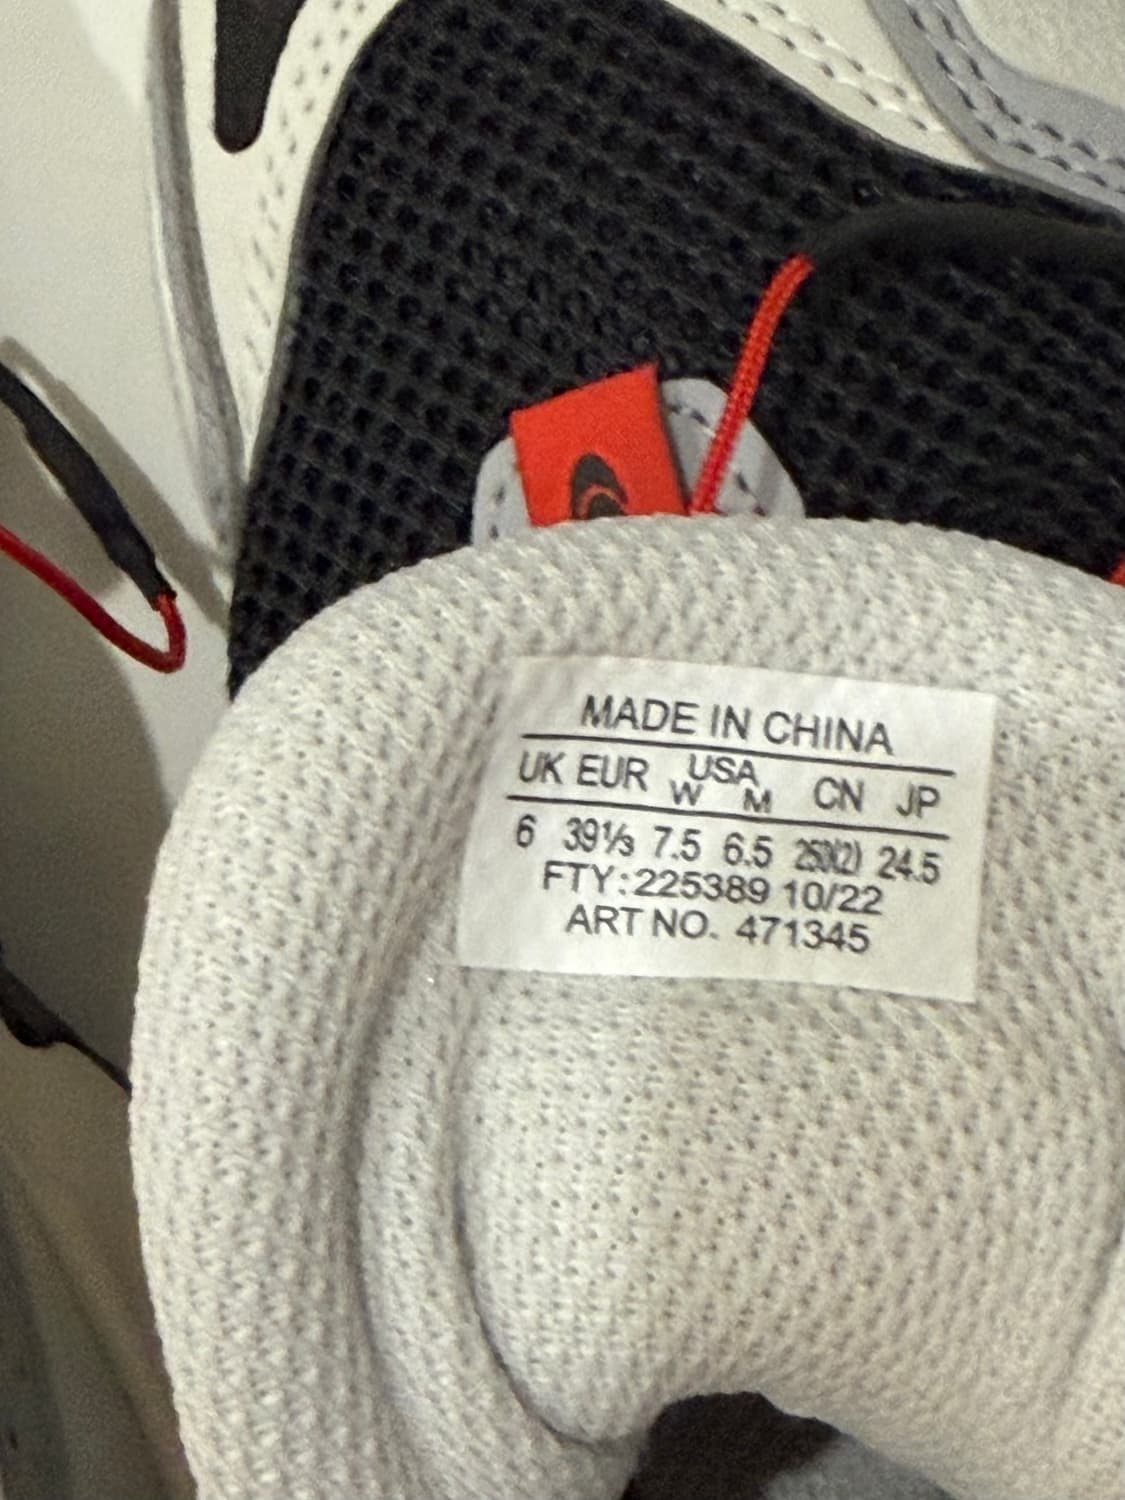 MADE IN CHINA
UK EUR USA CN JP
W M
6 39⅓ 7.5 6.5 250(2) 24.5
FTY:225389 10/22
ART NO. 471345